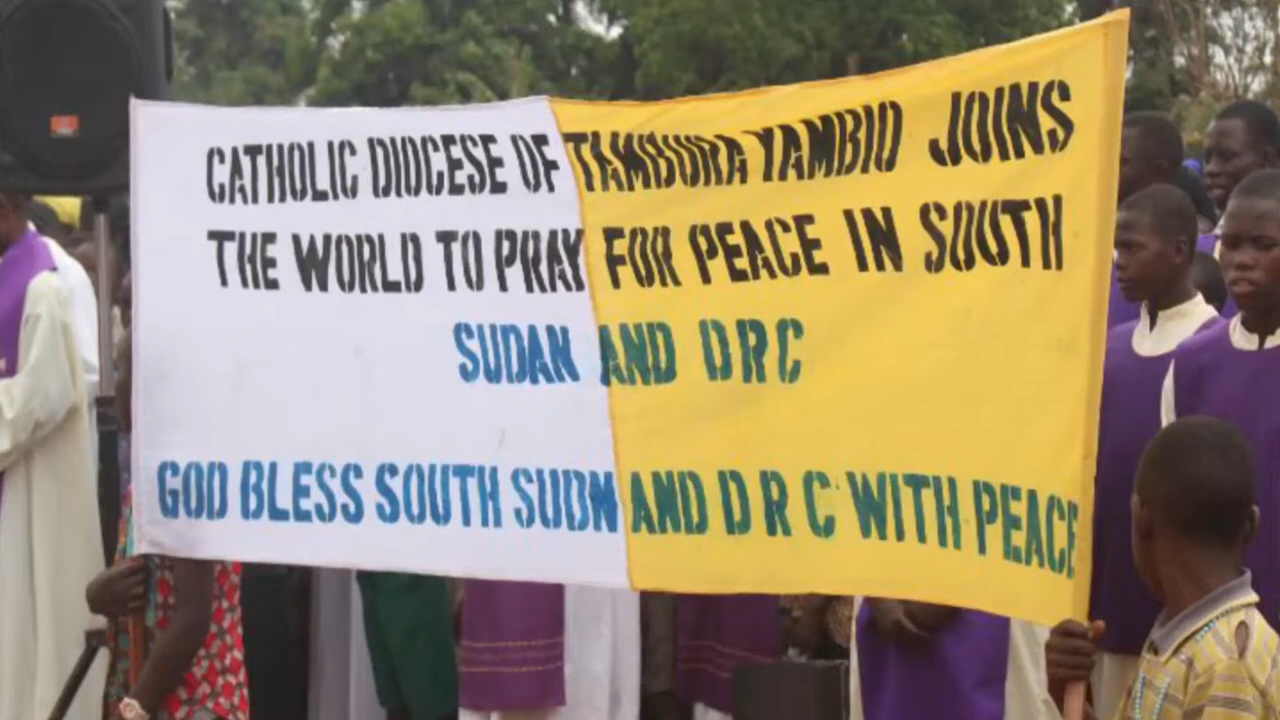 CATHOLIC DIOCESE OF TAMBURA YAMBIO JOINS
THE WORLD TO PRAY FOR PEACE IN SOUTH
SUDAN AND DRC
GOD BLESS SOUTH SUDN AND D R C WITH PEACE